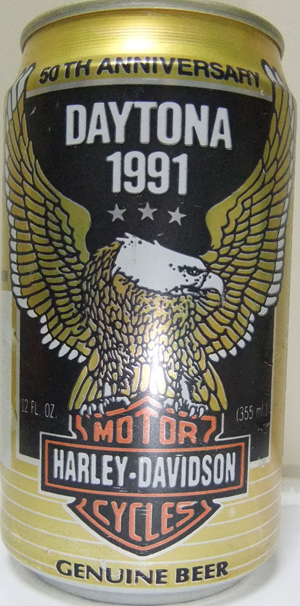 50TH ANNIVERSARY
DAYTONA
1991
12 FL. OZ.
(355 ml)
MOTOR
HARLEY-DAVIDSON
CYCLES
GENUINE BEER